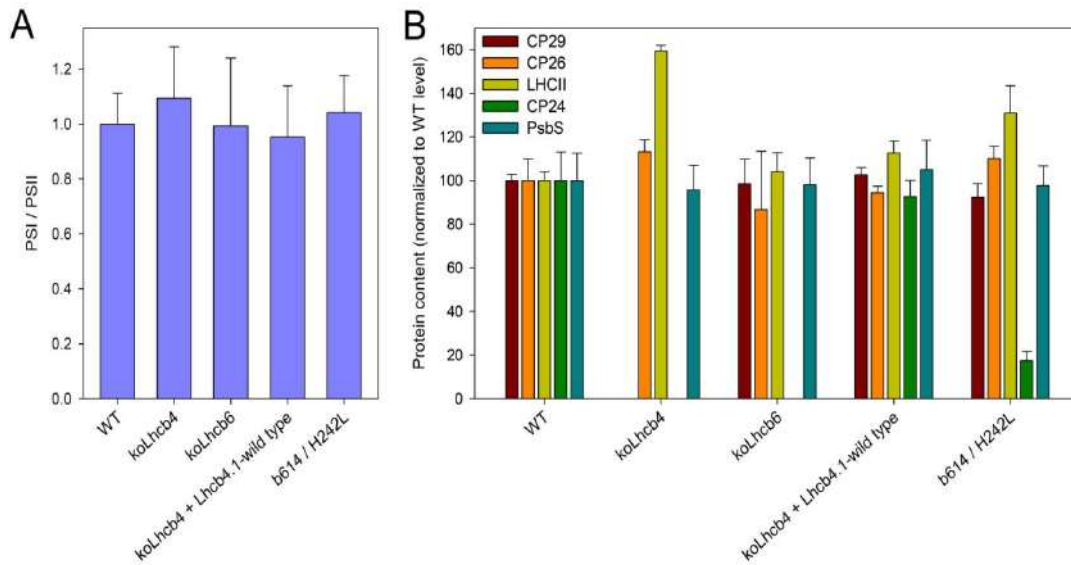 A
PSI / PSII
1.2
1.0
0.8
0.6
0.4
0.2
0.0
WT
koLhcb4
koLhcb6
koLhcb4 + Lhcb4.1-wild type
b614 / H242L
B
Protein content (normalized to WT level)
160
140
120
100
80
60
40
20
0
CP29
CP26
LHCII
CP24
PsbS
WT
koLhcb4
koLhcb6
koLhcb4 + Lhcb4.1-wild type
b614 / H242L